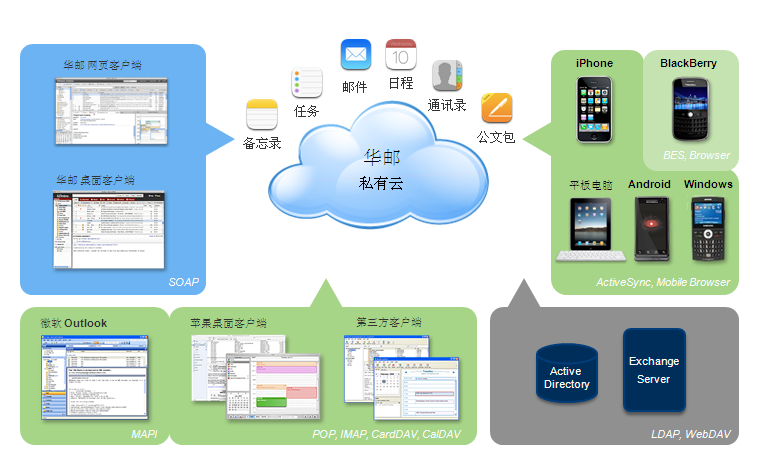 华邮 网页客户端
SOAP
华邮 桌面客户端
备忘录
任务
邮件
日程
10
通讯录
公文包
华邮
私有云
iPhone
BlackBerry
BES, Browser
平板电脑
Android
Windows
ActiveSync, Mobile Browser
微软 Outlook
MAPI
苹果桌面客户端
第三方客户端
POP, IMAP, CardDAV, CalDAV
Active
Directory
Exchange
Server
LDAP, WebDAV